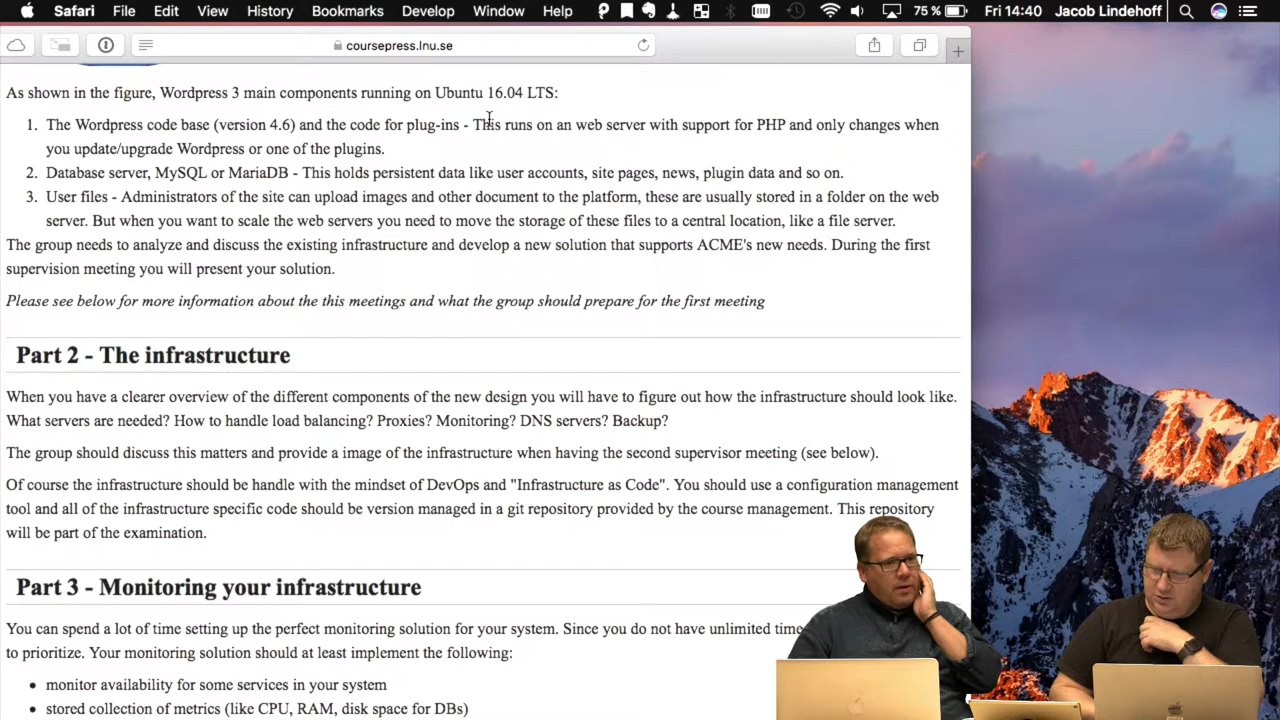 Safari File Edit View History Bookmarks Develop Window Help 75 % Fri 14:40 Jacob Lindehoff
coursepress.lnu.se
As shown in the figure, Wordpress 3 main components running on Ubuntu 16.04 LTS:
1. The Wordpress code base (version 4.6) and the code for plug-ins - This runs on an web server with support for PHP and only changes when
you update/upgrade Wordpress or one of the plugins.
2. Database server, MySQL or MariaDB - This holds persistent data like user accounts, site pages, news, plugin data and so on.
3. User files - Administrators of the site can upload images and other document to the platform, these are usually stored in a folder on the web
server. But when you want to scale the web servers you need to move the storage of these files to a central location, like a file server.
The group needs to analyze and discuss the existing infrastructure and develop a new solution that supports ACME's new needs. During the first
supervision meeting you will present your solution.
Please see below for more information about the this meetings and what the group should prepare for the first meeting
Part 2 - The infrastructure
When you have a clearer overview of the different components of the new design you will have to figure out how the infrastructure should look like.
What servers are needed? How to handle load balancing? Proxies? Monitoring? DNS servers? Backup?
The group should discuss this matters and provide a image of the infrastructure when having the second supervisor meeting (see below).
Of course the infrastructure should be handle with the mindset of DevOps and "Infrastructure as Code". You should use a configuration management
tool and all of the infrastructure specific code should be version managed in a git repository provided by the course management. This repository
will be part of the examination.
Part 3 - Monitoring your infrastructure
You can spend a lot of time setting up the perfect monitoring solution for your system. Since you do not have unlimited time
to prioritize. Your monitoring solution should at least implement the following:
• monitor availability for some services in your system
• stored collection of metrics (like CPU, RAM, disk space for DBs)